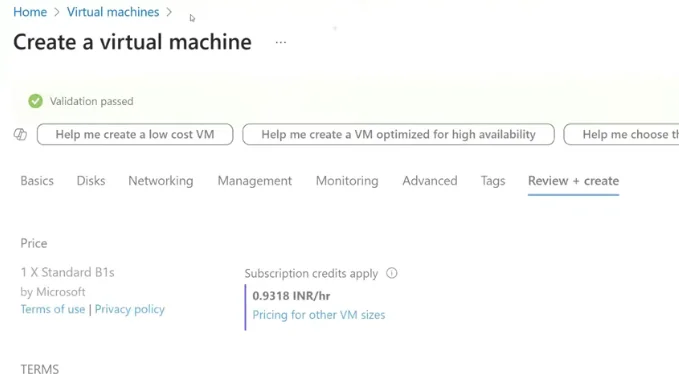 Home > Virtual machines >
Create a virtual machine ...
Validation passed
Help me create a low cost VM Help me create a VM optimized for high availability Help me choose th
Basics Disks Networking Management Monitoring Advanced Tags Review + create
Price
1 X Standard B1s
by Microsoft
Terms of use | Privacy policy
Subscription credits apply
0.9318 INR/hr
Pricing for other VM sizes
TERMS